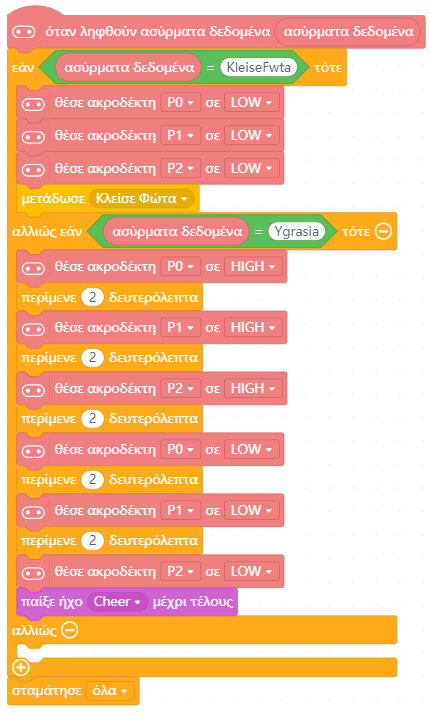 όταν ληφθούν ασύρματα δεδομένα ασύρματα δεδομένα
εάν ασύρματα δεδομένα = KleiseFwta τότε
θέσε ακροδέκτη P0 σε LOW
θέσε ακροδέκτη P1 σε LOW
θέσε ακροδέκτη P2 σε LOW
μετάδωσε Κλείσε Φώτα
αλλιώς εάν ασύρματα δεδομένα = Ygrasia τότε
θέσε ακροδέκτη P0 σε HIGH
περίμενε 2 δευτερόλεπτα
θέσε ακροδέκτη P1 σε HIGH
περίμενε 2 δευτερόλεπτα
θέσε ακροδέκτη P2 σε HIGH
περίμενε 2 δευτερόλεπτα
θέσε ακροδέκτη P0 σε LOW
περίμενε 2 δευτερόλεπτα
θέσε ακροδέκτη P1 σε LOW
περίμενε 2 δευτερόλεπτα
θέσε ακροδέκτη P2 σε LOW
παίξε ήχο Cheer μέχρι τέλους
αλλιώς
σταμάτησε όλα